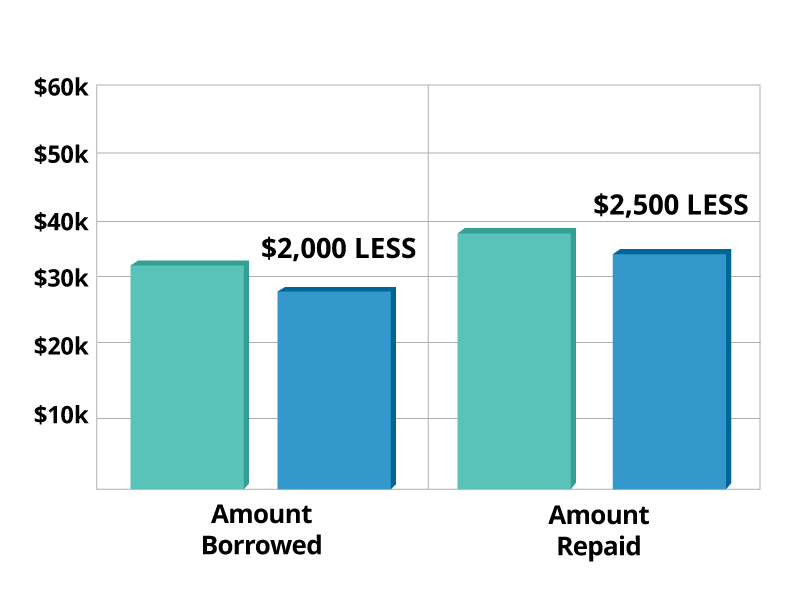 $60k
$50k
$40k
$30k
$20k
$10k
$2,000 LESS
$2,500 LESS
Amount
Borrowed
Amount
Repaid